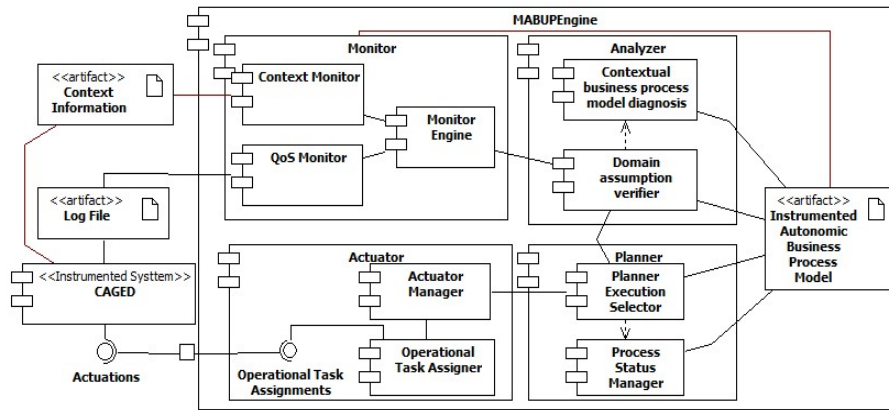 MABUPEngine
Monitor
Analyzer
<<artifact>>
Context
Information
Context Monitor
Contextual
business process
model diagnosis
Monitor
Engine
QoS Monitor
Domain
assumption
verifier
<<artifact>>
Log File
<<artifact>>
Instrumented
Autonomic
Business
Process
Model
Actuator
Planner
<<Instrumented Systtem>>
CAGED
Actuator
Manager
Planner
Execution
Selector
Actuations
Operational Task
Assignments
Operational
Task Assigner
Process
Status
Manager